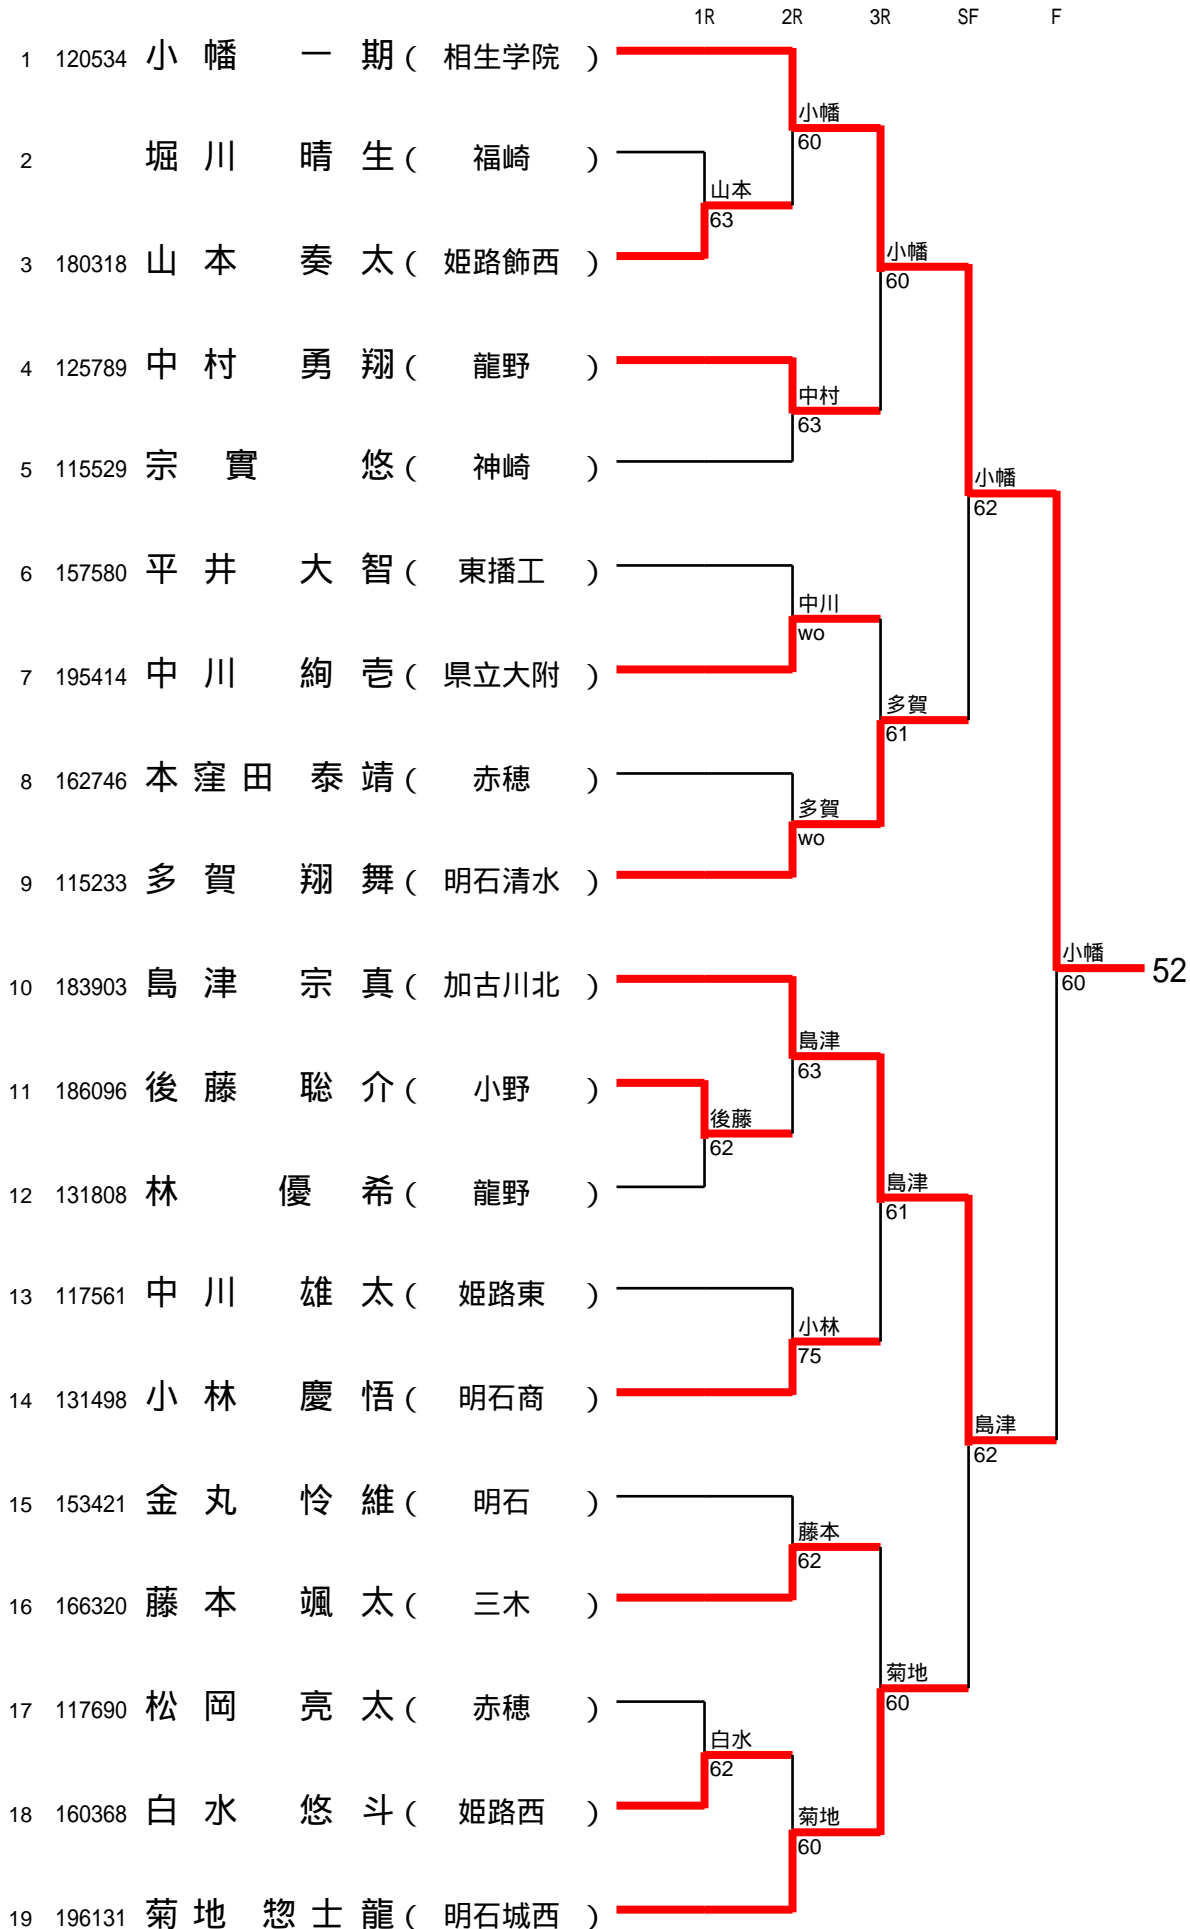 1R 2R 3R SF F
1 120534 小幡 一期 ( 相生学院 )
小幡
60
2 堀川 晴生 ( 福崎 )
山本
63
3 180318 山本 奏太 ( 姫路飾西 )
小幡
60
4 125789 中村 勇翔 ( 龍野 )
中村
63
5 115529 宗實 悠 ( 神崎 )
小幡
62
6 157580 平井 大智 ( 東播工 )
中川
wo
7 195414 中川 絢壱 ( 県立大附 )
多賀
61
8 162746 本窪田 泰靖 ( 赤穂 )
多賀
wo
9 115233 多賀 翔舞 ( 明石清水 )
小幡
60
52
10 183903 島津 宗真 ( 加古川北 )
島津
63
11 186096 後藤 聡介 ( 小野 )
後藤
62
12 131808 林 優希 ( 龍野 )
島津
61
13 117561 中川 雄太 ( 姫路東 )
小林
75
14 131498 小林 慶悟 ( 明石商 )
島津
62
15 153421 金丸 怜維 ( 明石 )
藤本
62
16 166320 藤本 颯太 ( 三木 )
菊地
60
17 117690 松岡 亮太 ( 赤穂 )
白水
62
18 160368 白水 悠斗 ( 姫路西 )
菊地
60
19 196131 菊地 惣士龍 ( 明石城西 )